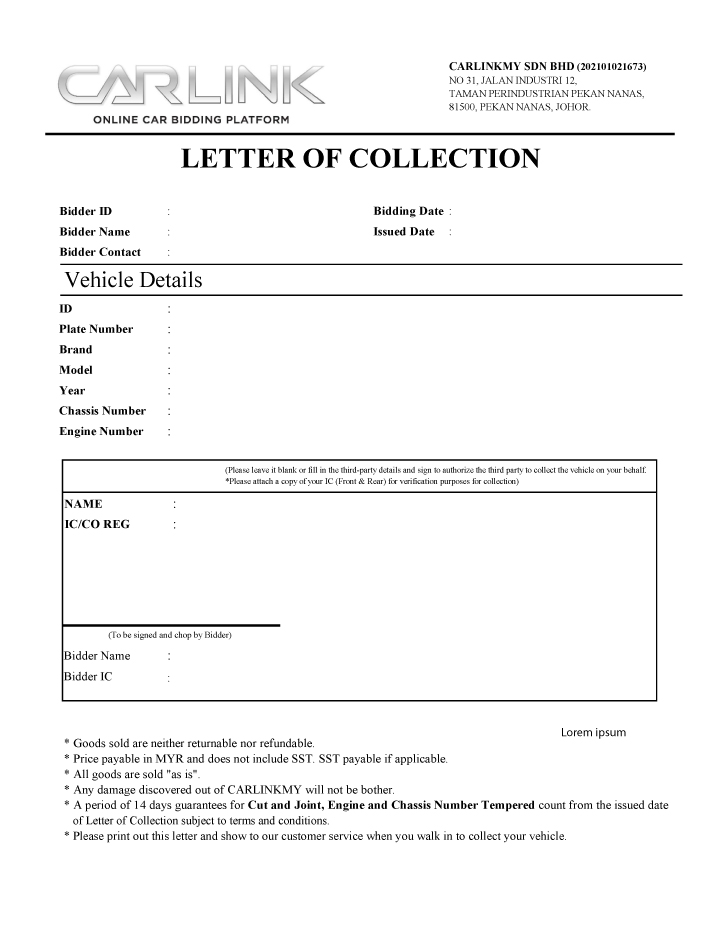 CARLINK
ONLINE CAR BIDDING PLATFORM
CARLINKMY SDN BHD (202101021673)
NO 31, JALAN INDUSTRI 12,
TAMAN PERINDUSTRIAN PEKAN NANAS,
81500, PEKAN NANAS, JOHOR.
LETTER OF COLLECTION
Bidder ID : Bidding Date :
Bidder Name : Issued Date :
Bidder Contact :
Vehicle Details
ID :
Plate Number :
Brand :
Model :
Year :
Chassis Number :
Engine Number :
(Please leave it blank or fill in the third-party details and sign to authorize the third party to collect the vehicle on your behalf.
*Please attach a copy of your IC (Front & Rear) for verification purposes for collection)
NAME :
IC/CO REG :
(To be signed and chop by Bidder)
Bidder Name :
Bidder IC :
Lorem ipsum
* Goods sold are neither returnable nor refundable.
* Price payable in MYR and does not include SST. SST payable if applicable.
* All goods are sold "as is".
* Any damage discovered out of CARLINKMY will not be bother.
* A period of 14 days guarantees for Cut and Joint, Engine and Chassis Number Tempered count from the issued date
of Letter of Collection subject to terms and conditions.
* Please print out this letter and show to our customer service when you walk in to collect your vehicle.